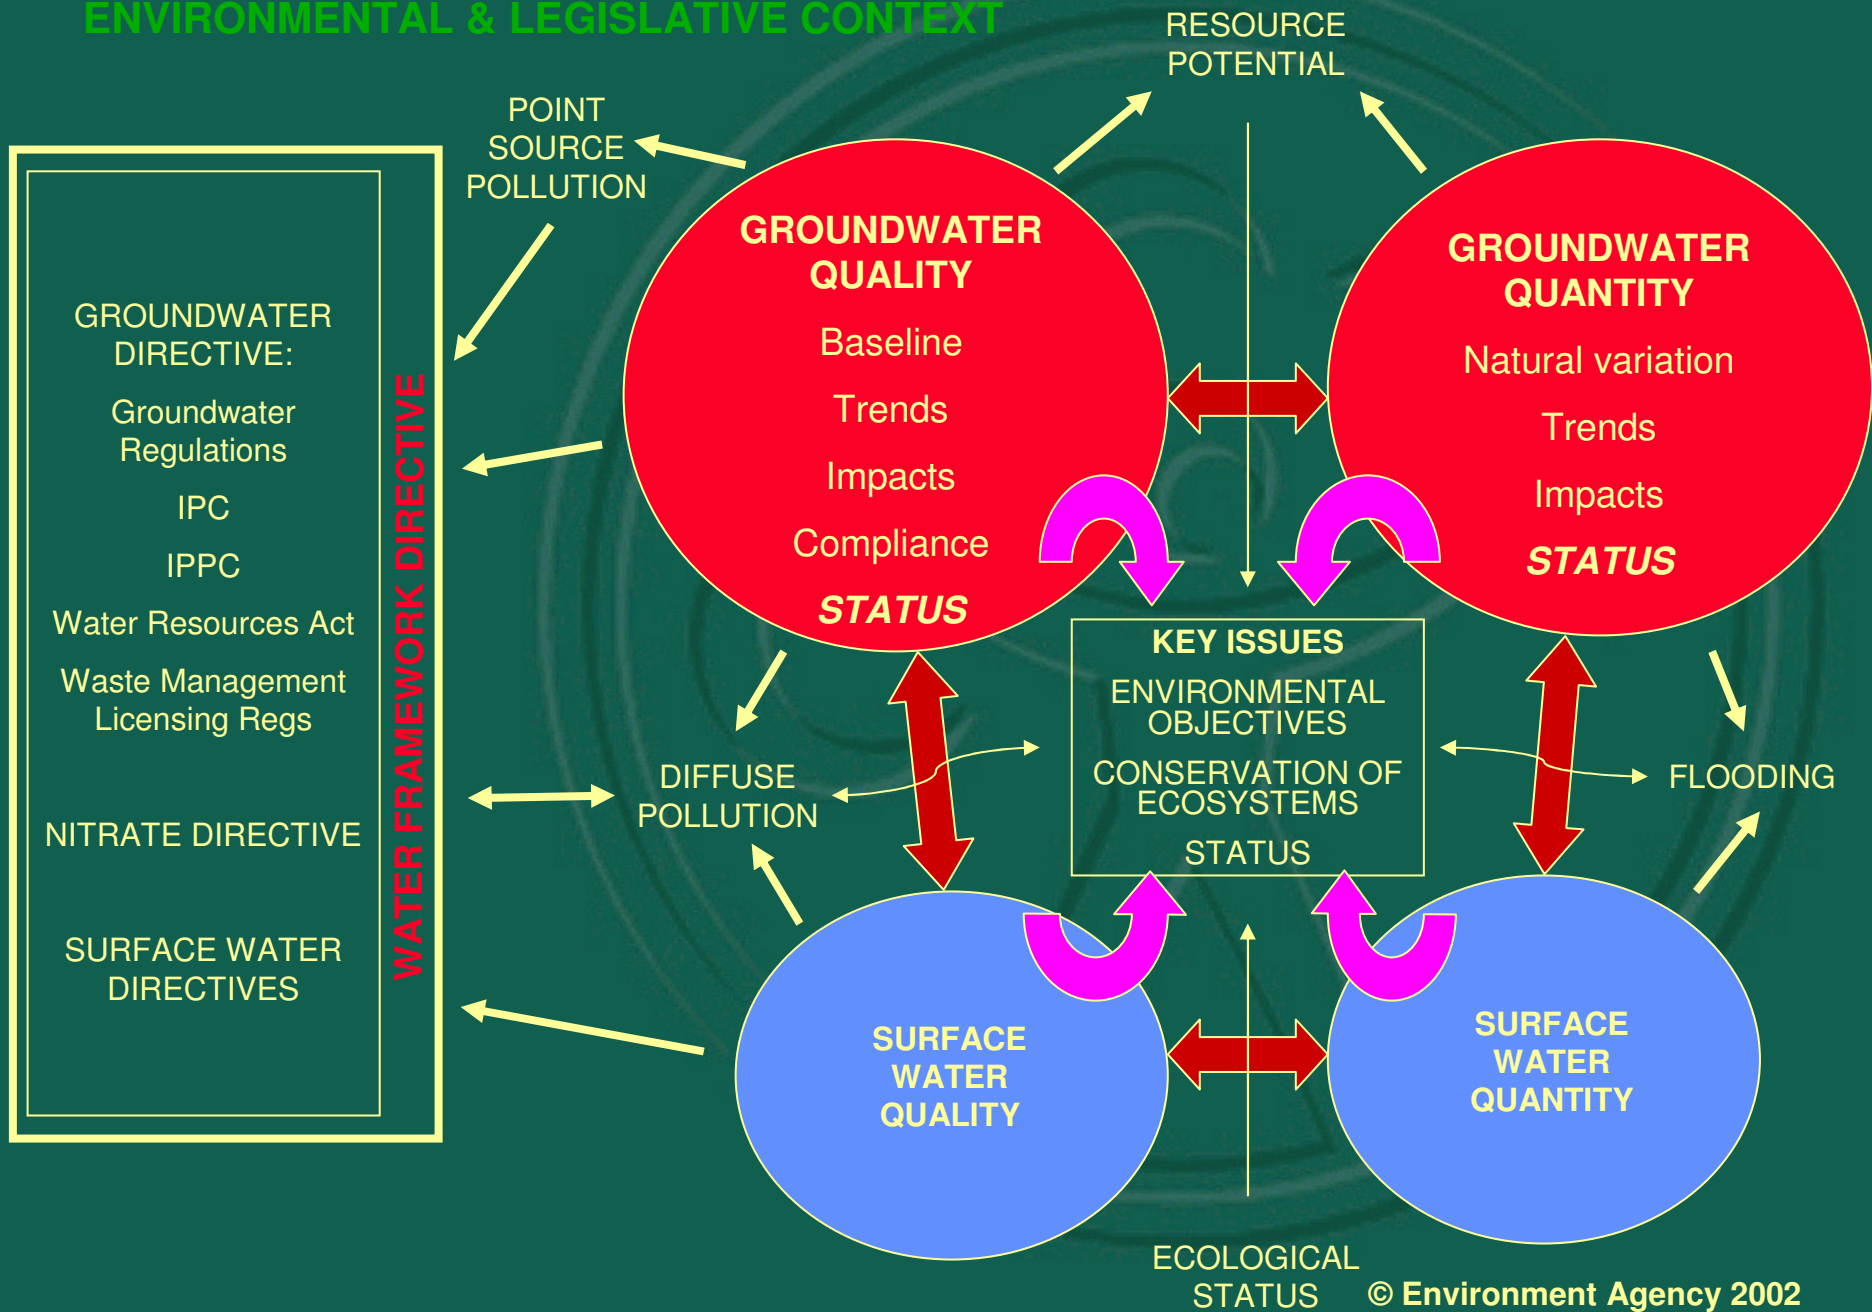 ENVIRONMENTAL & LEGISLATIVE CONTEXT
RESOURCE
POTENTIAL
POINT
SOURCE
POLLUTION
GROUNDWATER
DIRECTIVE:
Groundwater
Regulations
IPC
IPPC
Water Resources Act
Waste Management
Licensing Regs
NITRATE DIRECTIVE
SURFACE WATER
DIRECTIVES
WATER FRAMEWORK DIRECTIVE
GROUNDWATER
QUALITY
Baseline
Trends
Impacts
Compliance
STATUS
GROUNDWATER
QUANTITY
Natural variation
Trends
Impacts
STATUS
KEY ISSUES
ENVIRONMENTAL
OBJECTIVES
CONSERVATION OF
ECOSYSTEMS
STATUS
DIFFUSE
POLLUTION
FLOODING
SURFACE
WATER
QUALITY
SURFACE
WATER
QUANTITY
ECOLOGICAL
STATUS
© Environment Agency 2002